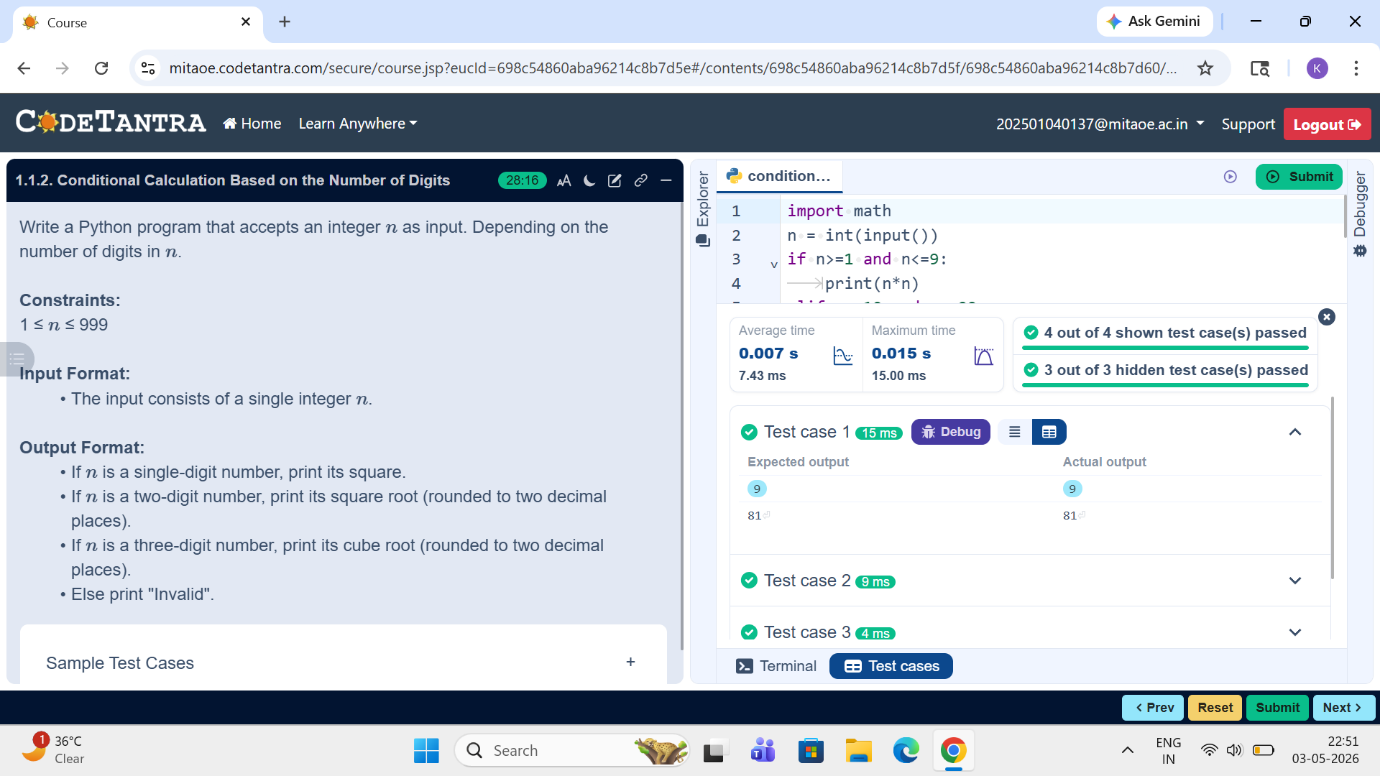 Course
Ask Gemini
mitaoe.codetantra.com/secure/course.jsp?eucId=698c54860aba96214c8b7d5e#/contents/698c54860aba96214c8b7d5f/698c54860aba96214c8b7d60/...
K
CODETANTRA
Home
Learn Anywhere
202501040137@mitaoe.ac.in
Support
Logout
1.1.2. Conditional Calculation Based on the Number of Digits
28:16
AA
Write a Python program that accepts an integer n as input. Depending on the
number of digits in n.
Constraints:
1 ≤ n ≤ 999
Input Format:
• The input consists of a single integer n.
Output Format:
• If n is a single-digit number, print its square.
• If n is a two-digit number, print its square root (rounded to two decimal
places).
• If n is a three-digit number, print its cube root (rounded to two decimal
places).
• Else print "Invalid".
Sample Test Cases
+
Explorer
condition...
Submit
Debugger
1 import math
2 n = int(input())
3 if n>=1 and n<=9:
4 print(n*n)
Average time
0.007 s
7.43 ms
Maximum time
0.015 s
15.00 ms
4 out of 4 shown test case(s) passed
3 out of 3 hidden test case(s) passed
Test case 1 15 ms
Debug
Expected output
Actual output
9
9
81
81
Test case 2 9 ms
Test case 3 4 ms
Terminal
Test cases
< Prev
Reset
Submit
Next >
1
36°C
Clear
Search
ENG
IN
22:51
03-05-2026